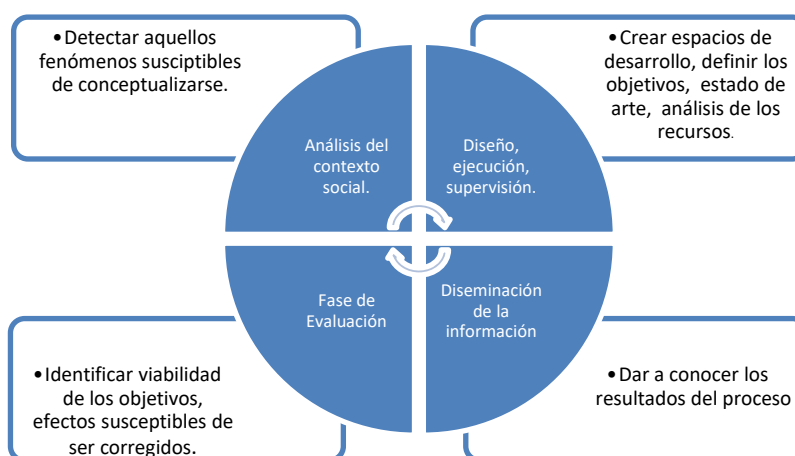 •Detectar aquellos
fenómenos susciptibles
de conceptualizarse.
•Crear espacios de
desarrollo, definir los
objetivos, estado de
arte, análisis de los
recursos.
Análisis del
contexto
social.
Diseño,
ejecución,
supervisión.
Fase de
Evaluación
Diseminación
de la
información
•Identificar viabilidad
de los objetivos,
efectos susceptibles de
ser corregidos.
•Dar a conocer los
resultados del proceso